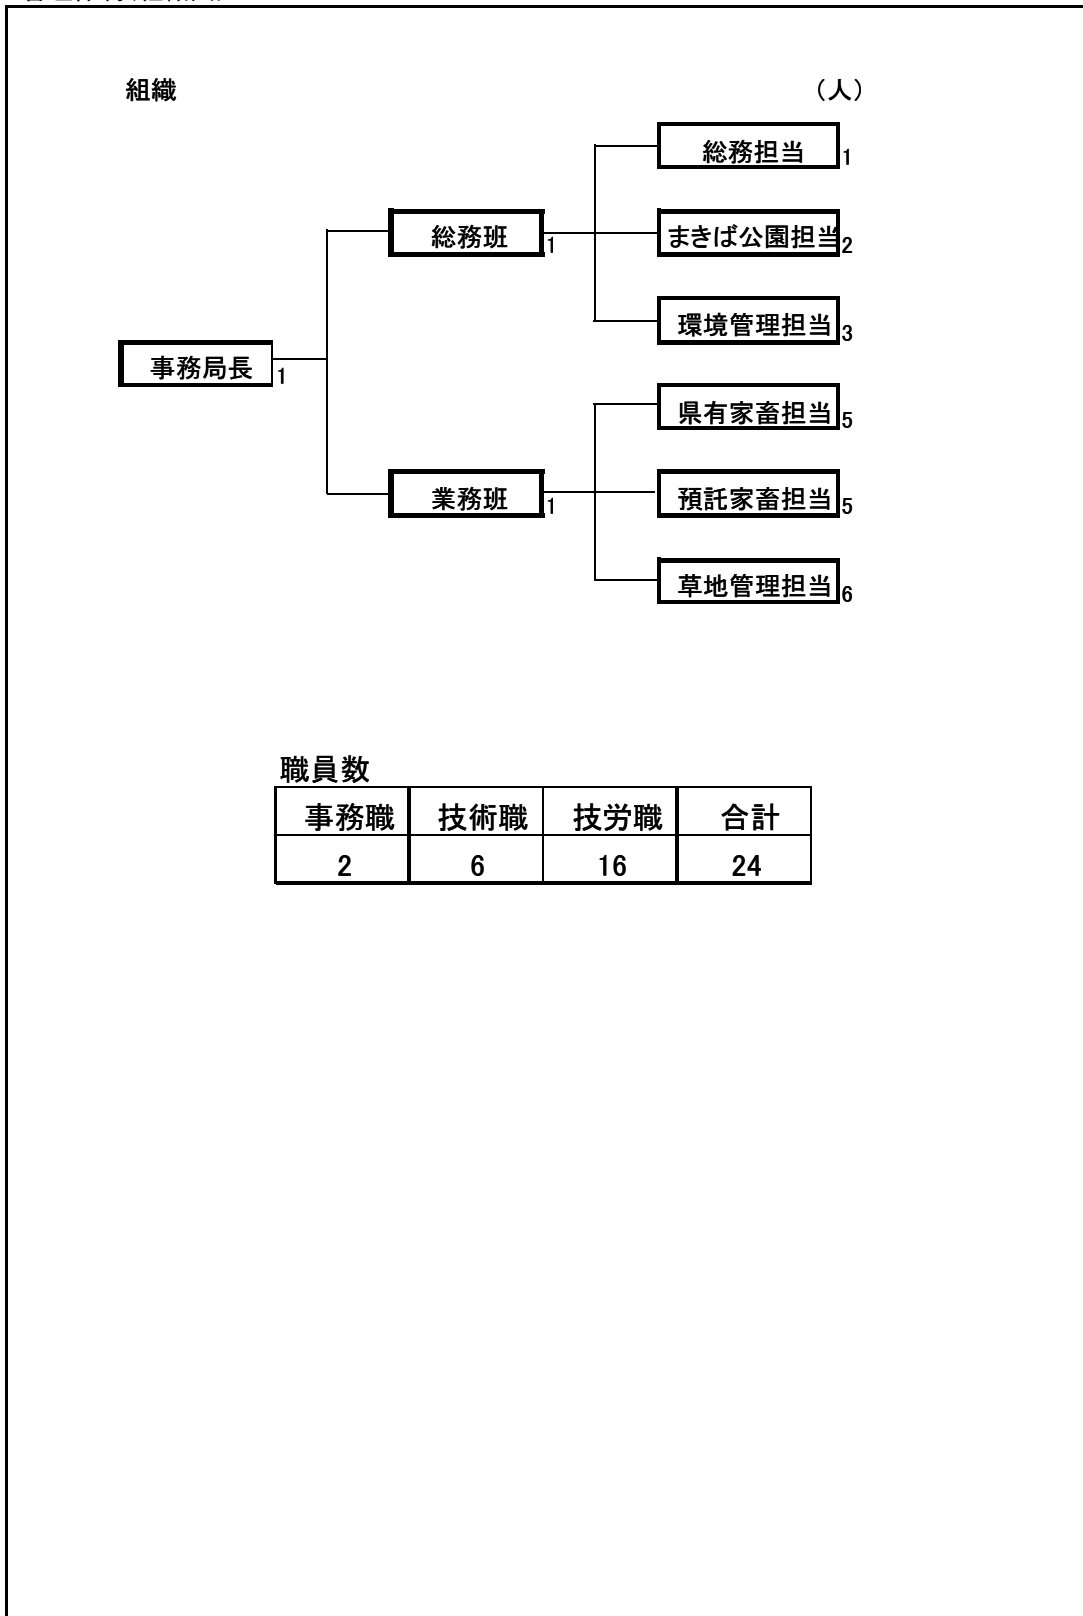 組織 （人）
総務担当 1
総務班 1 まきば公園担当 2
環境管理担当 3
事務局長 1
県有家畜担当 5
業務班 1 預託家畜担当 5
草地管理担当 6
職員数
事務職 技術職 技労職 合計
2 6 16 24